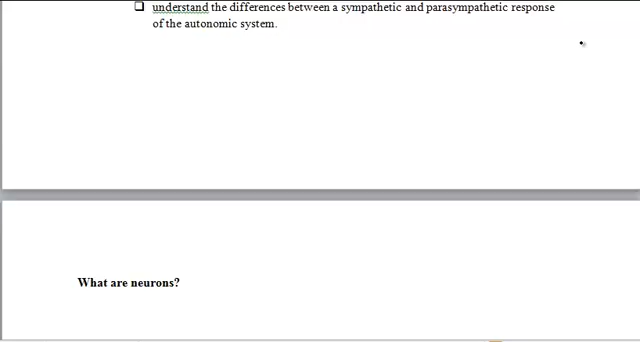 understand the differences between a sympathetic and parasympathetic response
of the autonomic system.
What are neurons?